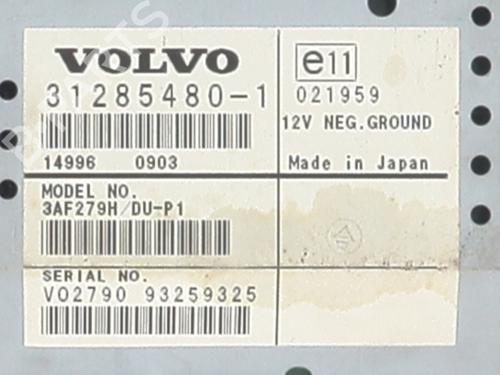 VOLVO
31285480-1
14996 0903
e11
021959
12V NEG.GROUND
Made in Japan
MODEL NO.
3AF279H/DU-P1
SERIAL NO.
VO2790 93259325